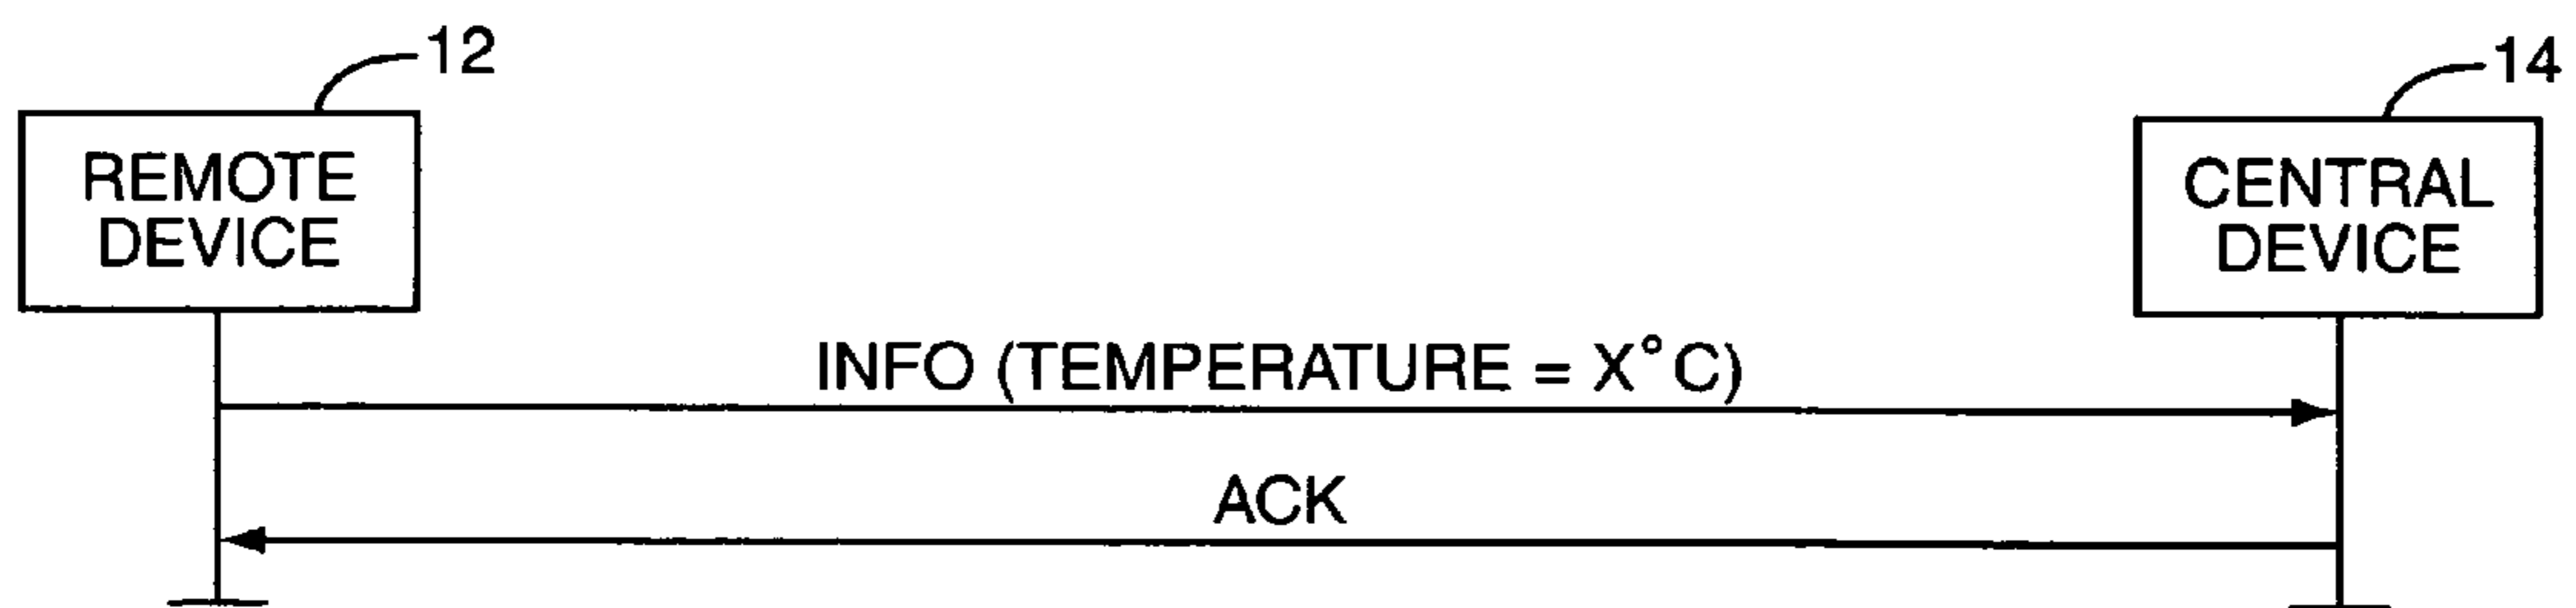 12
14
REMOTE
DEVICE
CENTRAL
DEVICE
INFO (TEMPERATURE = X°C)
ACK